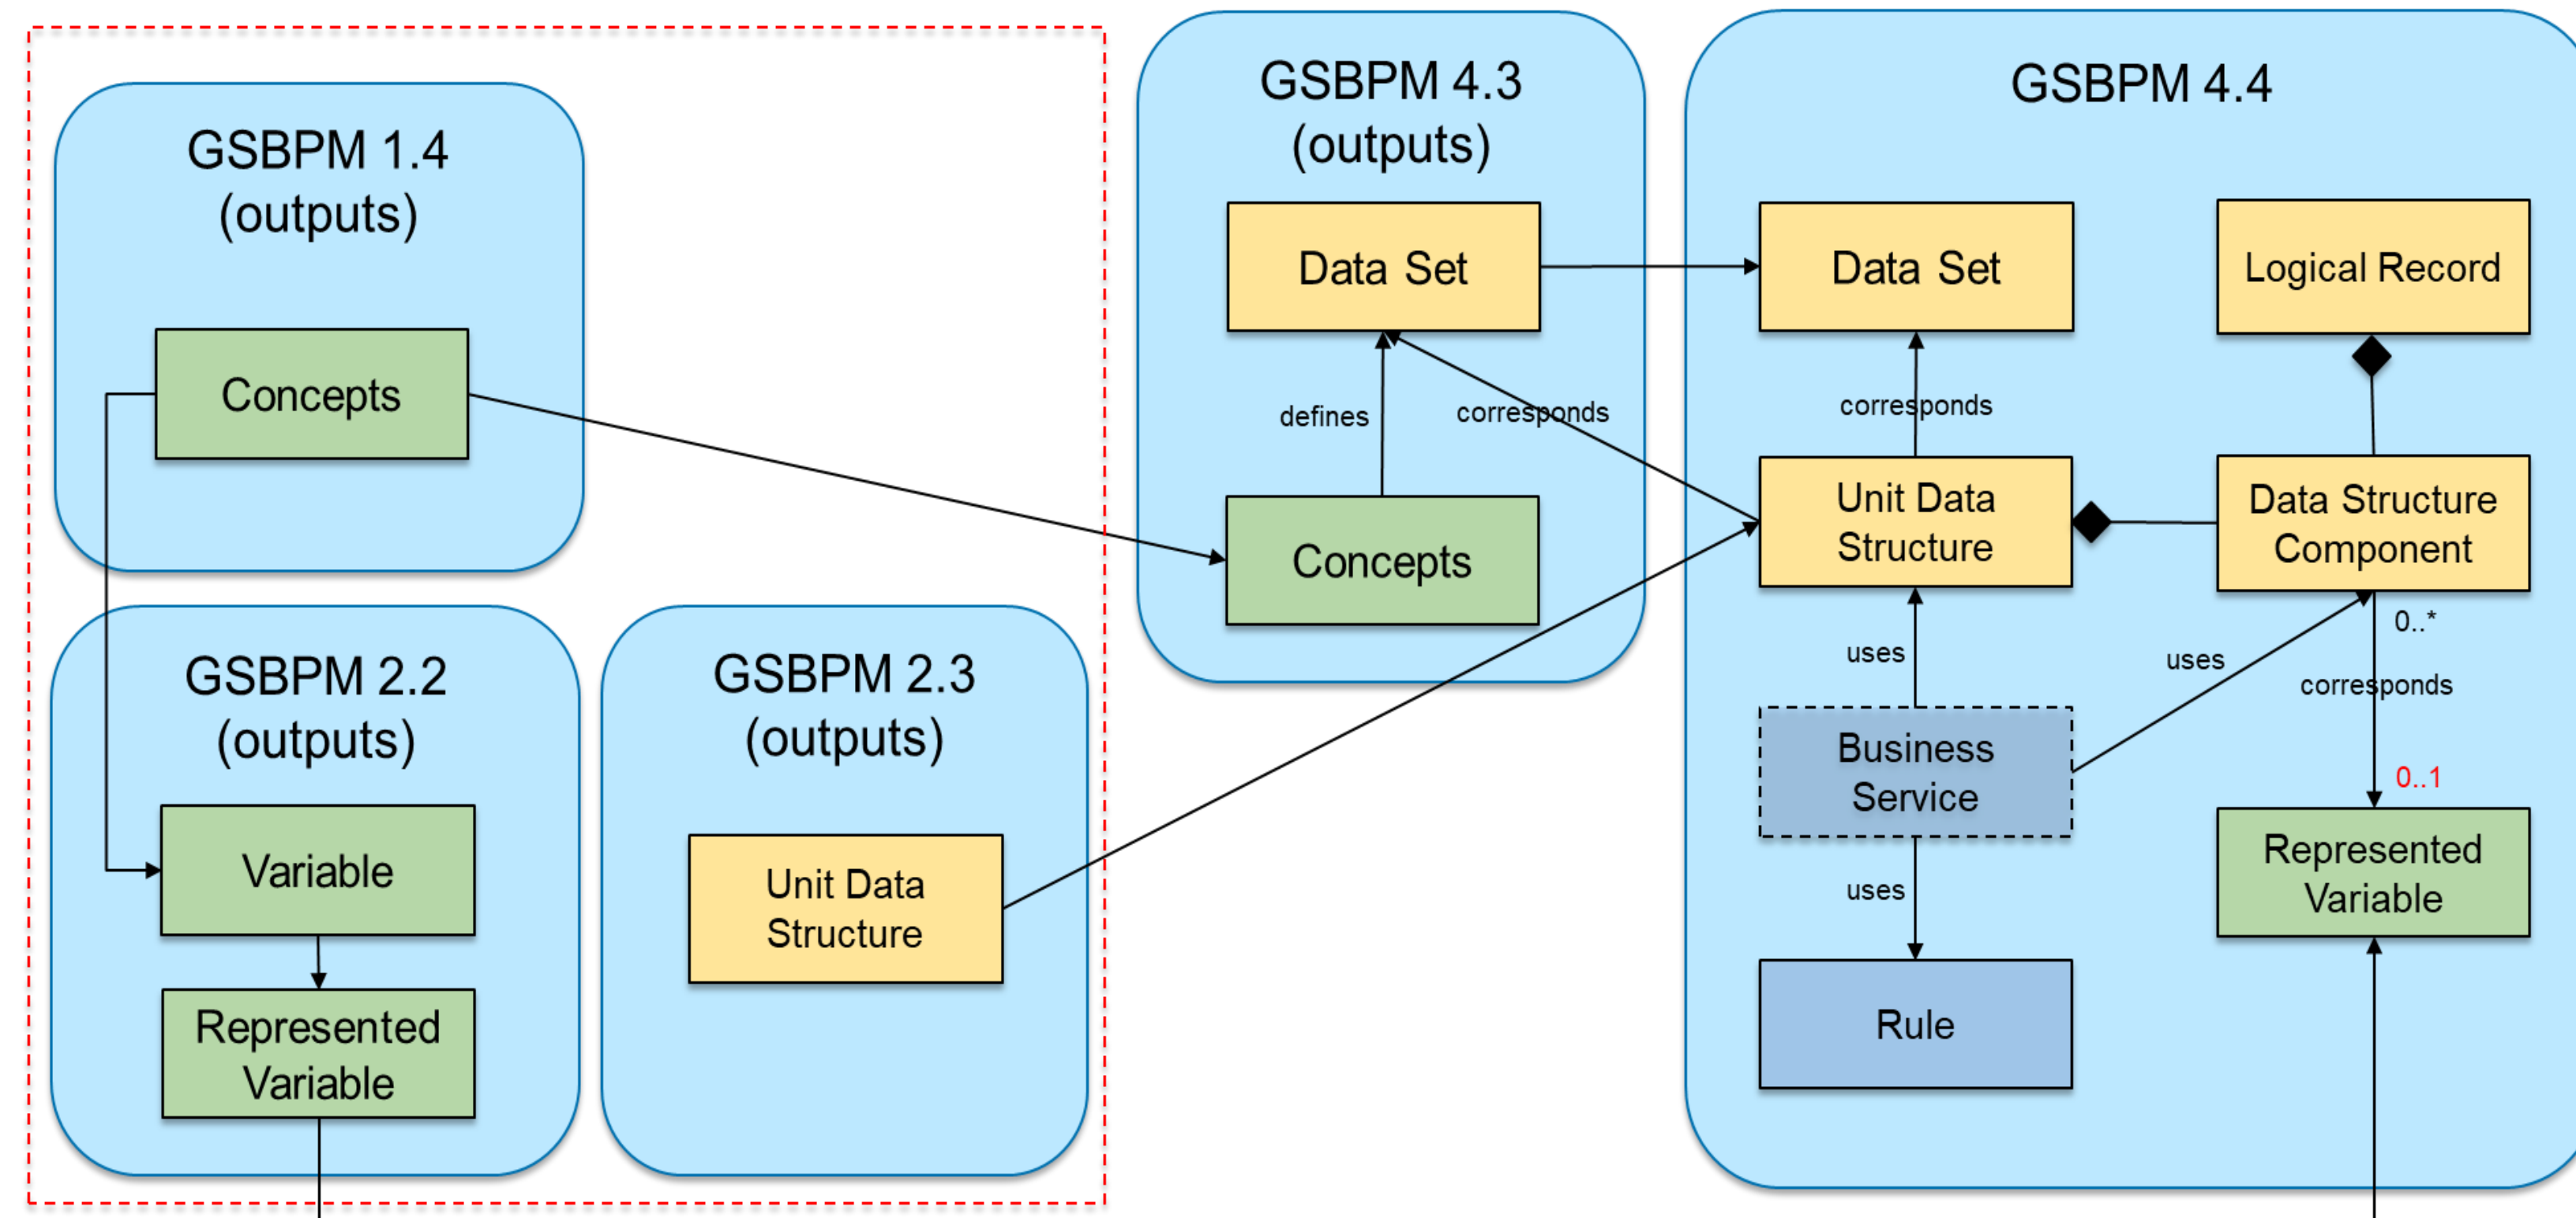 GSBPM 1.4
(outputs)
Concepts
GSBPM 2.2
(outputs)
Variable
Represented
Variable
GSBPM 2.3
(outputs)
Unit Data
Structure
GSBPM 4.3
(outputs)
Data Set
defines
corresponds
Concepts
GSBPM 4.4
Data Set
Logical Record
corresponds
Unit Data
Structure
Data Structure
Component
0..*
uses
uses
corresponds
Business
Service
0..1
uses
Represented
Variable
Rule